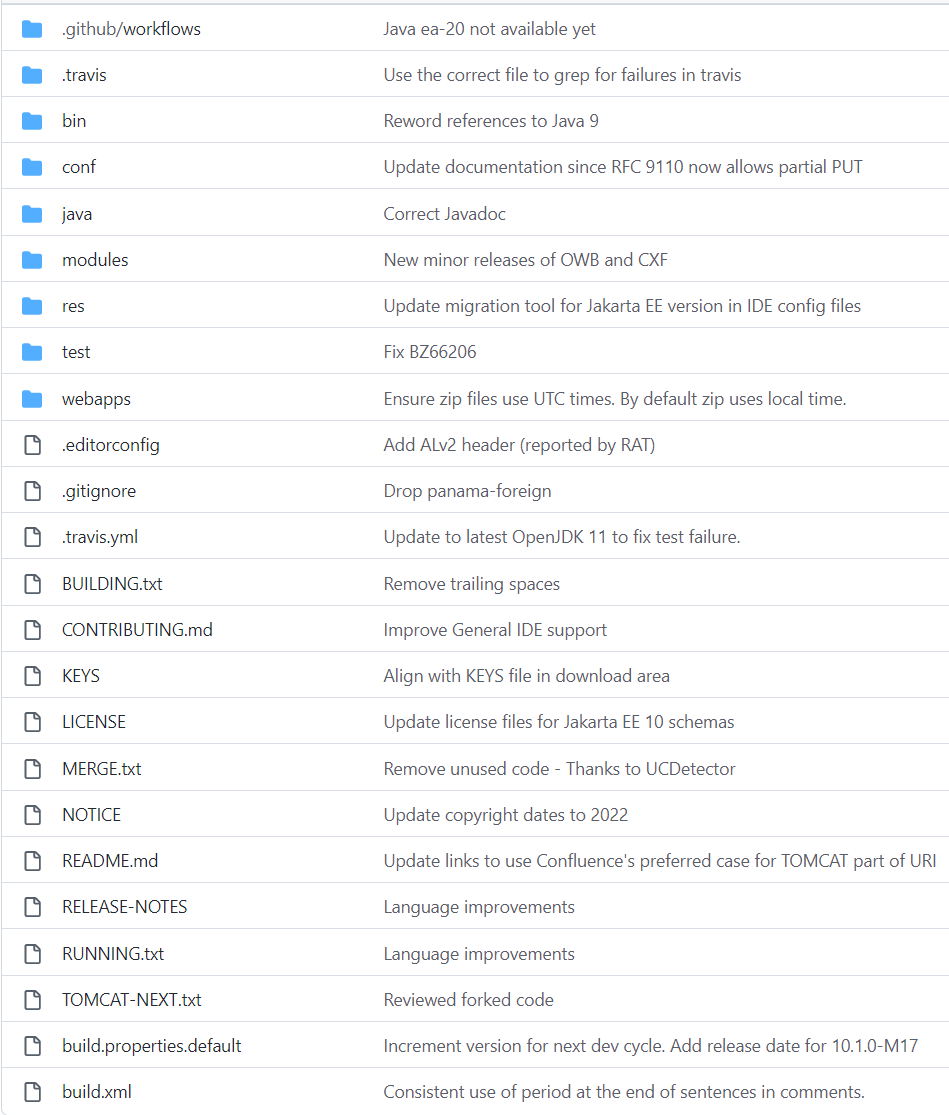 .github/workflows Java ea-20 not available yet
.travis Use the correct file to grep for failures in travis
bin Reword references to Java 9
conf Update documentation since RFC 9110 now allows partial PUT
java Correct Javadoc
modules New minor releases of OWB and CXF
res Update migration tool for Jakarta EE version in IDE config files
test Fix BZ66206
webapps Ensure zip files use UTC times. By default zip uses local time.
.editorconfig Add ALv2 header (reported by RAT)
.gitignore Drop panama-foreign
.travis.yml Update to latest OpenJDK 11 to fix test failure.
BUILDING.txt Remove trailing spaces
CONTRIBUTING.md Improve General IDE support
KEYS Align with KEYS file in download area
LICENSE Update license files for Jakarta EE 10 schemas
MERGE.txt Remove unused code - Thanks to UCDetector
NOTICE Update copyright dates to 2022
README.md Update links to use Confluence's preferred case for TOMCAT part of URI
RELEASE-NOTES Language improvements
RUNNING.txt Language improvements
TOMCAT-NEXT.txt Reviewed forked code
build.properties.default Increment version for next dev cycle. Add release date for 10.1.0-M17
build.xml Consistent use of period at the end of sentences in comments.